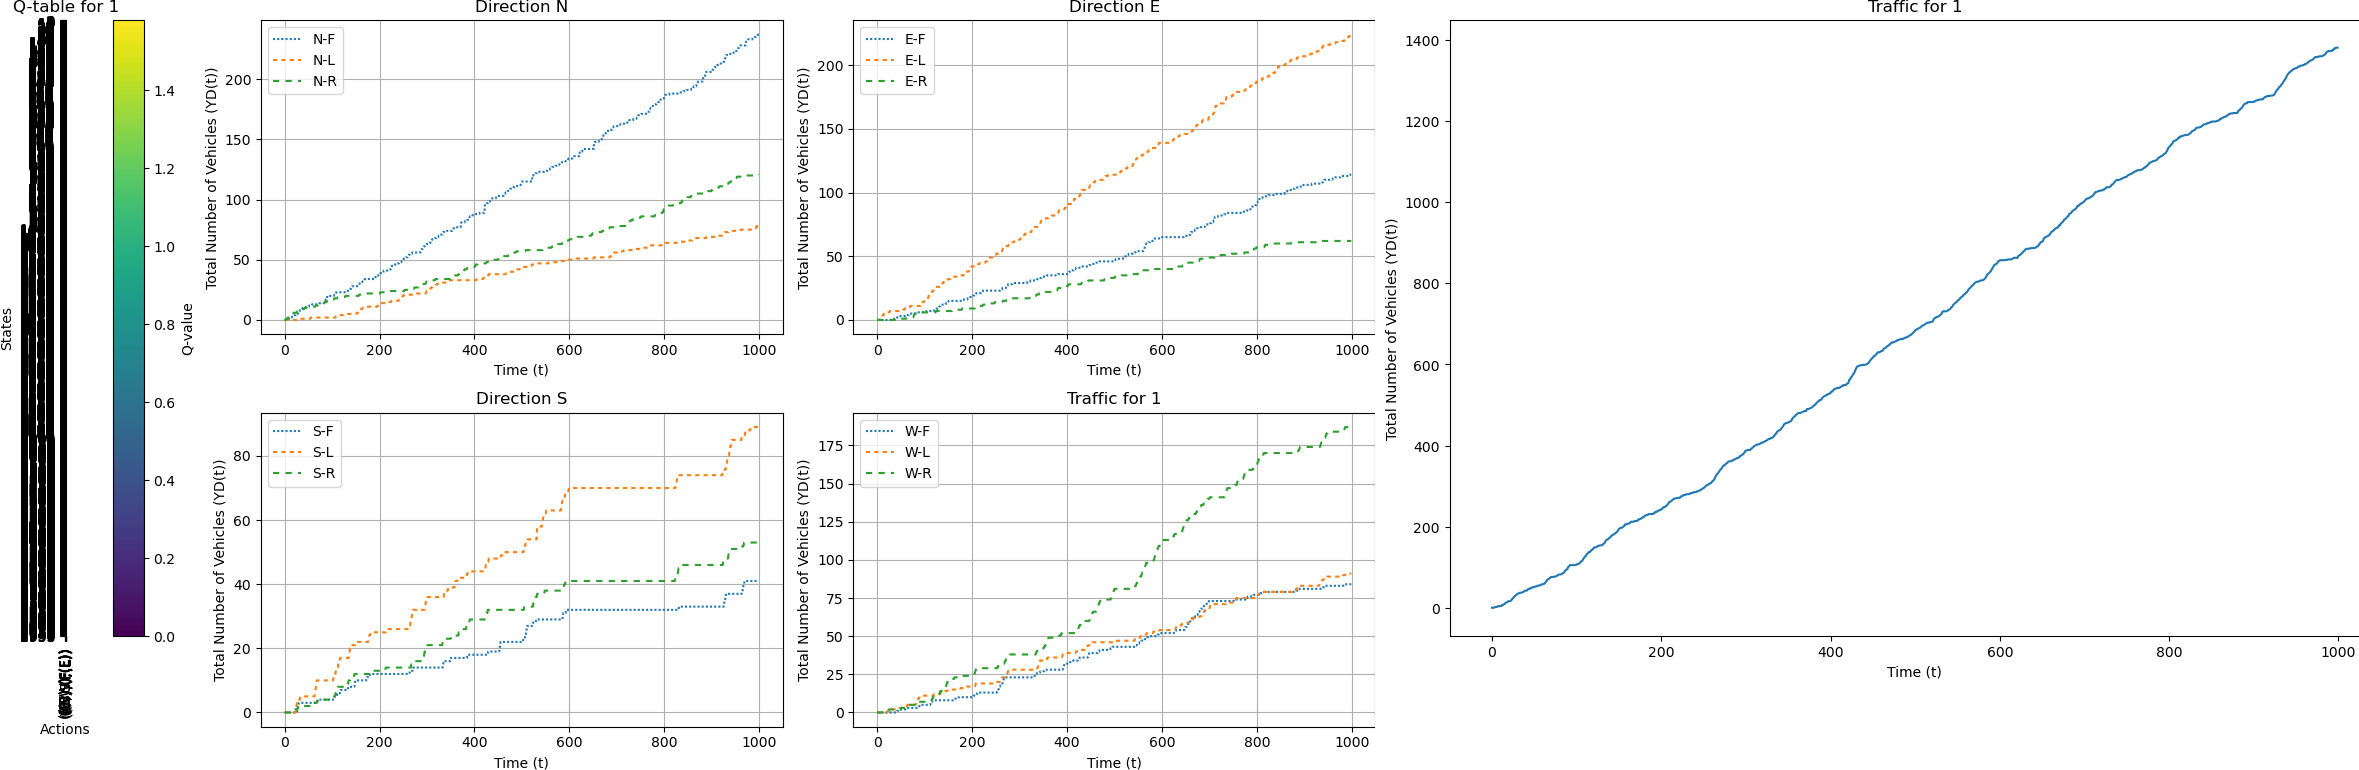 Q-table for 1
States
Actions
1.4
1.2
1.0
0.8
0.6
0.4
0.2
0.0
Q-value
Direction N
N-F
N-L
N-R
Total Number of Vehicles (YD(t))
200
150
100
50
0
0 200 400 600 800 1000
Time (t)
Direction E
E-F
E-L
E-R
Total Number of Vehicles (YD(t))
200
150
100
50
0
0 200 400 600 800 1000
Time (t)
Direction S
S-F
S-L
S-R
Total Number of Vehicles (YD(t))
80
60
40
20
0
0 200 400 600 800 1000
Time (t)
Traffic for 1
W-F
W-L
W-R
Total Number of Vehicles (YD(t))
175
150
125
100
75
50
25
0
0 200 400 600 800 1000
Time (t)
Traffic for 1
Total Number of Vehicles (YD(t))
1400
1200
1000
800
600
400
200
0
0 200 400 600 800 1000
Time (t)